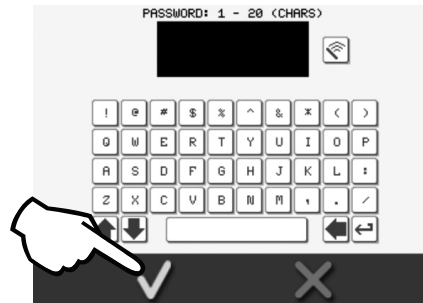 PASSWORD: 1 - 20 (CHARS)
! @ # $ % ^ & * ( )
Q W E R T Y U I O P
A S D F G H J K L :
Z X C V B N M , . /